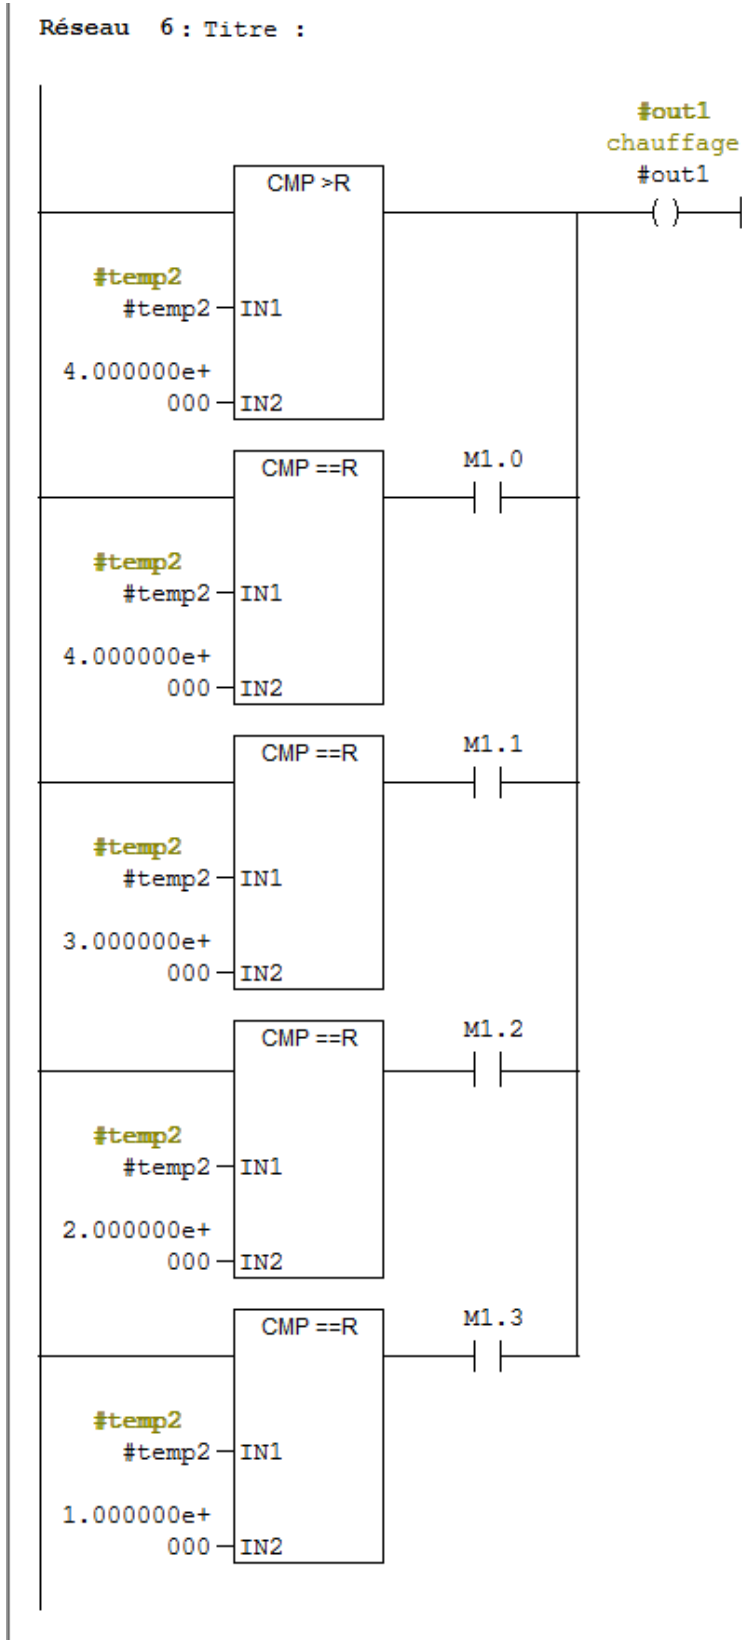 Réseau 6 : Titre :
#out1
chauffage
#out1
( )
CMP >R
#temp2
#temp2
IN1
4.000000e+
000
IN2
CMP ==R
M1.0
#temp2
#temp2
IN1
4.000000e+
000
IN2
CMP ==R
M1.1
#temp2
#temp2
IN1
3.000000e+
000
IN2
CMP ==R
M1.2
#temp2
#temp2
IN1
2.000000e+
000
IN2
CMP ==R
M1.3
#temp2
#temp2
IN1
1.000000e+
000
IN2